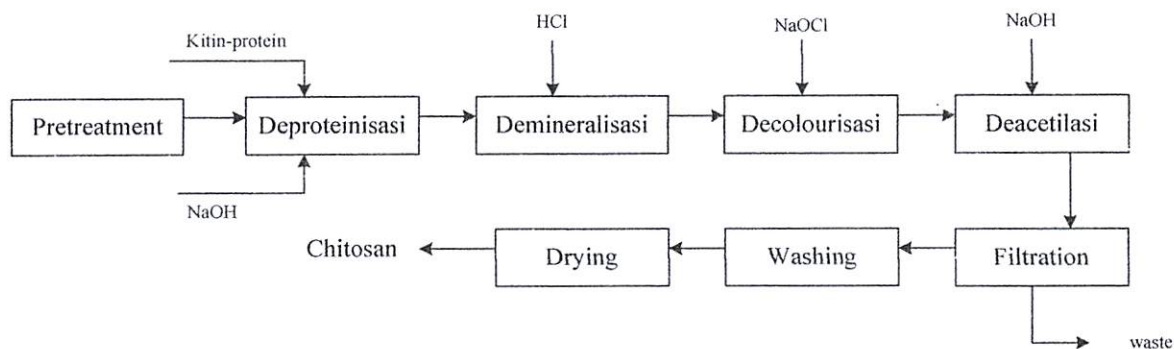 Kitin-protein
HCl
NaOCl
NaOH
Pretreatment
Deproteinisasi
Demineralisasi
Decolourisasi
Deacetilasi
NaOH
Chitosan
Drying
Washing
Filtration
waste